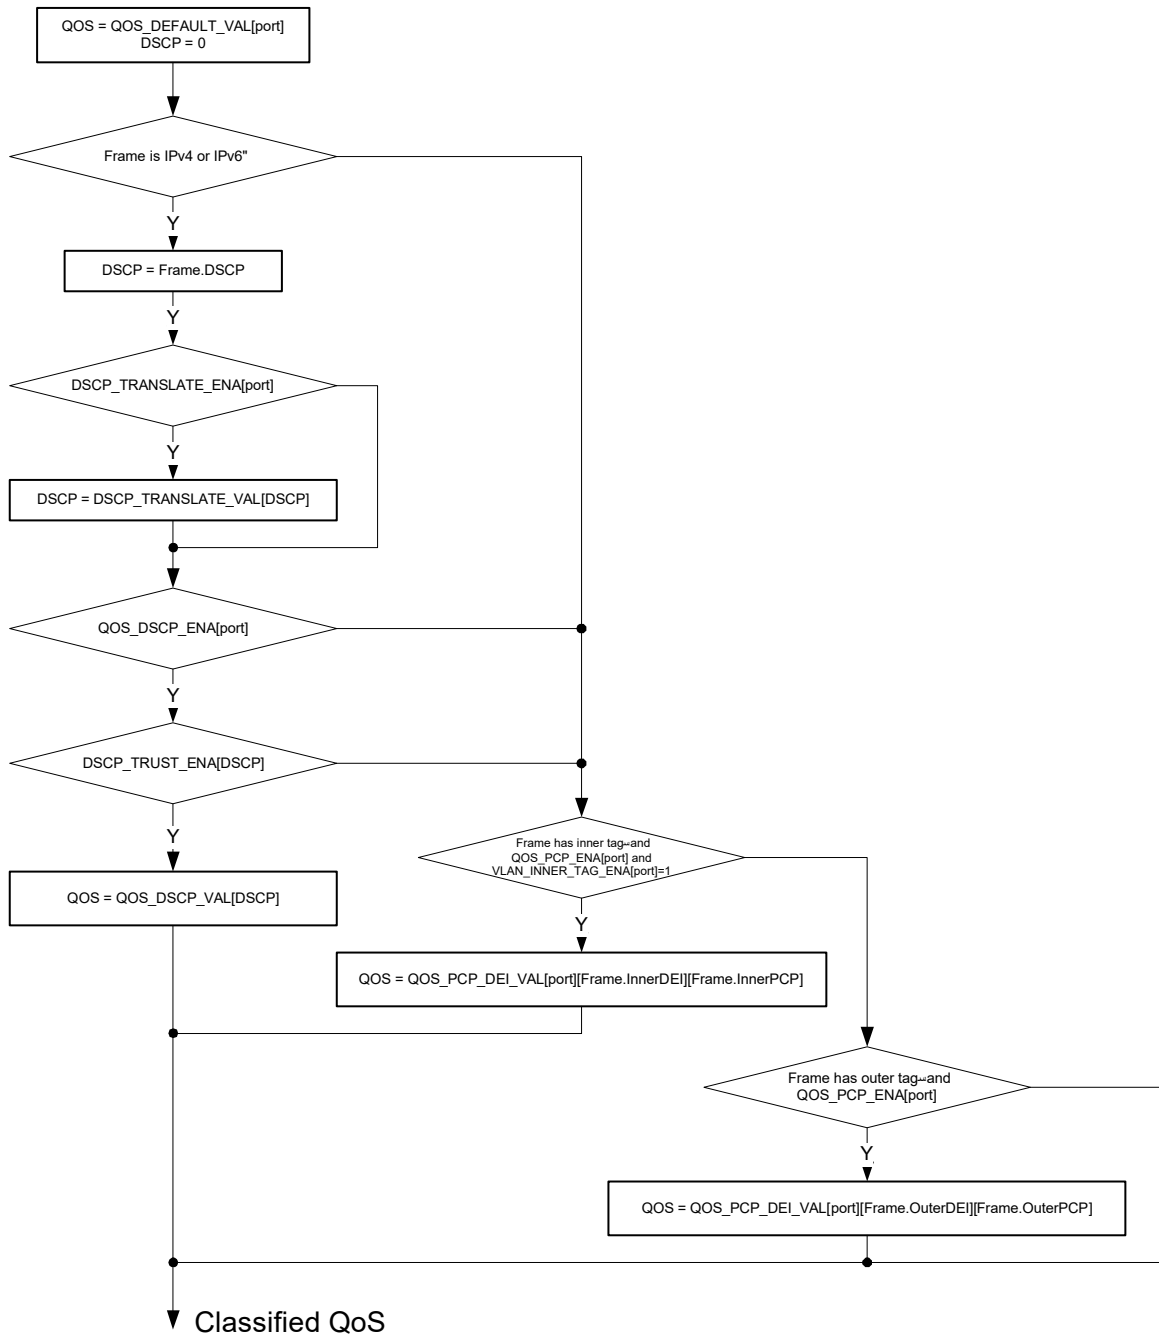 QOS = QOS_DEFAULT_VAL[port]
DSCP = 0
Frame is IPv4 or IPv6"
Y
DSCP = Frame.DSCP
Y
DSCP_TRANSLATE_ENA[port]
Y
DSCP = DSCP_TRANSLATE_VAL[DSCP]
QOS_DSCP_ENA[port]
Y
DSCP_TRUST_ENA[DSCP]
Y
QOS = QOS_DSCP_VAL[DSCP]
Frame has inner tag and
QOS_PCP_ENA[port] and
VLAN_INNER_TAG_ENA[port]=1
Y
QOS = QOS_PCP_DEI_VAL[port][Frame.InnerDEI][Frame.InnerPCP]
Frame has outer tag and
QOS_PCP_ENA[port]
Y
QOS = QOS_PCP_DEI_VAL[port][Frame.OuterDEI][Frame.OuterPCP]
Classified QoS